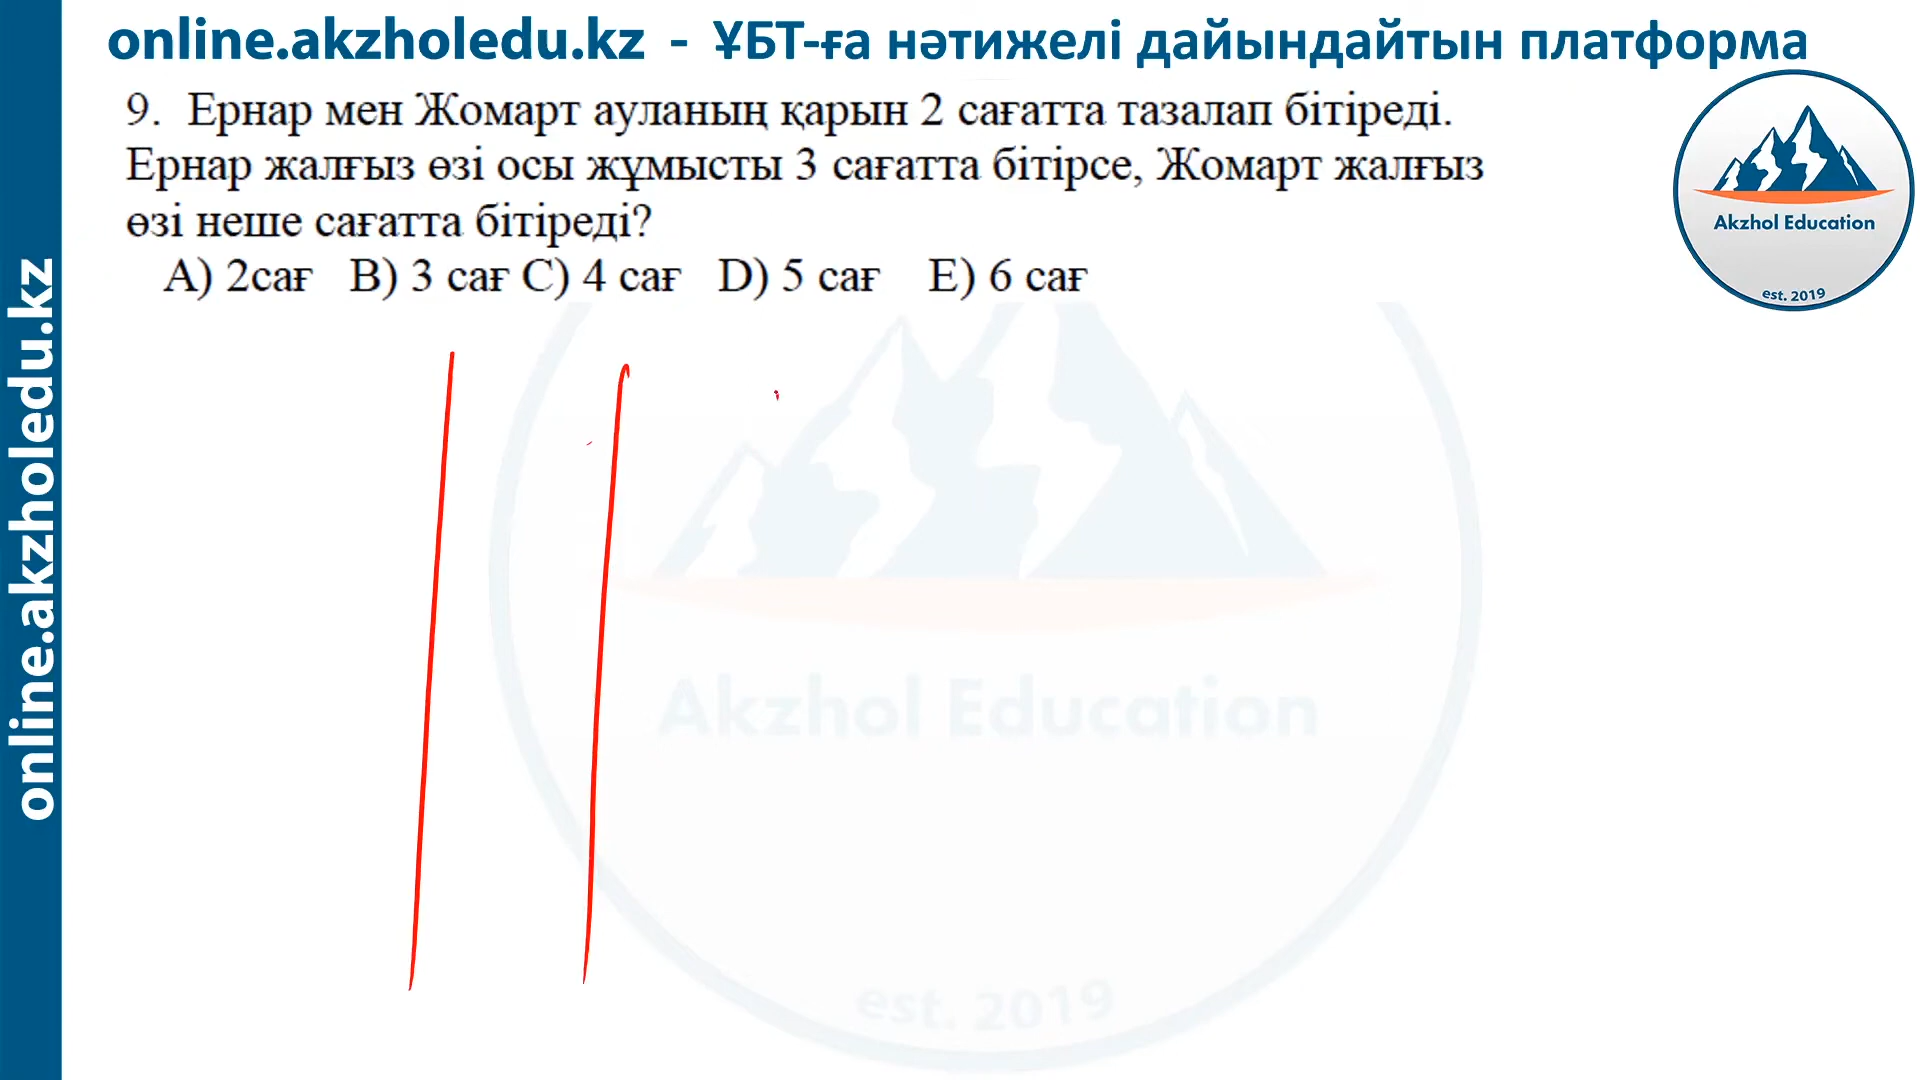 online.akzholedu.kz - ҰБТ-ға нәтижелі дайындайтын платформа
9. Ернар мен Жомарт ауланың қарын 2 сағатта тазалап бітіреді.
Ернар жалғыз өзі осы жұмысты 3 сағатта бітірсе, Жомарт жалғыз
өзі неше сағатта бітіреді?
A) 2сағ B) 3 сағ C) 4 сағ D) 5 сағ E) 6 сағ
Akzhol Education
est. 2019
online.akzholedu.kz
Akzhol Education
est. 2019